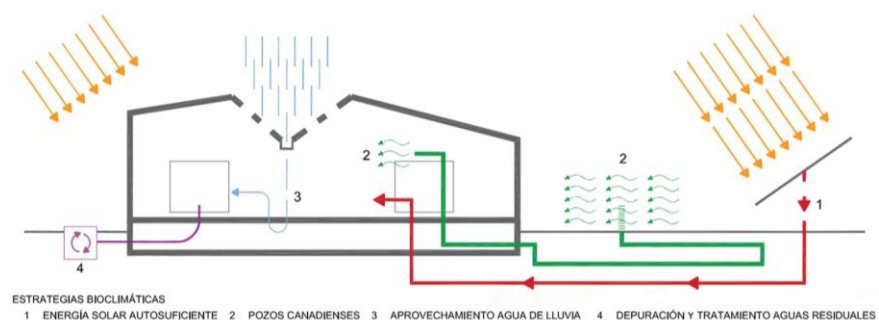 2
2
3
1
4
ESTRATEGIAS BIOCLIMÁTICAS
1 ENERGÍA SOLAR AUTOSUFICIENTE 2 POZOS CANADIENSES 3 APROVECHAMIENTO AGUA DE LLUVIA 4 DEPURACIÓN Y TRATAMIENTO AGUAS RESIDUALES